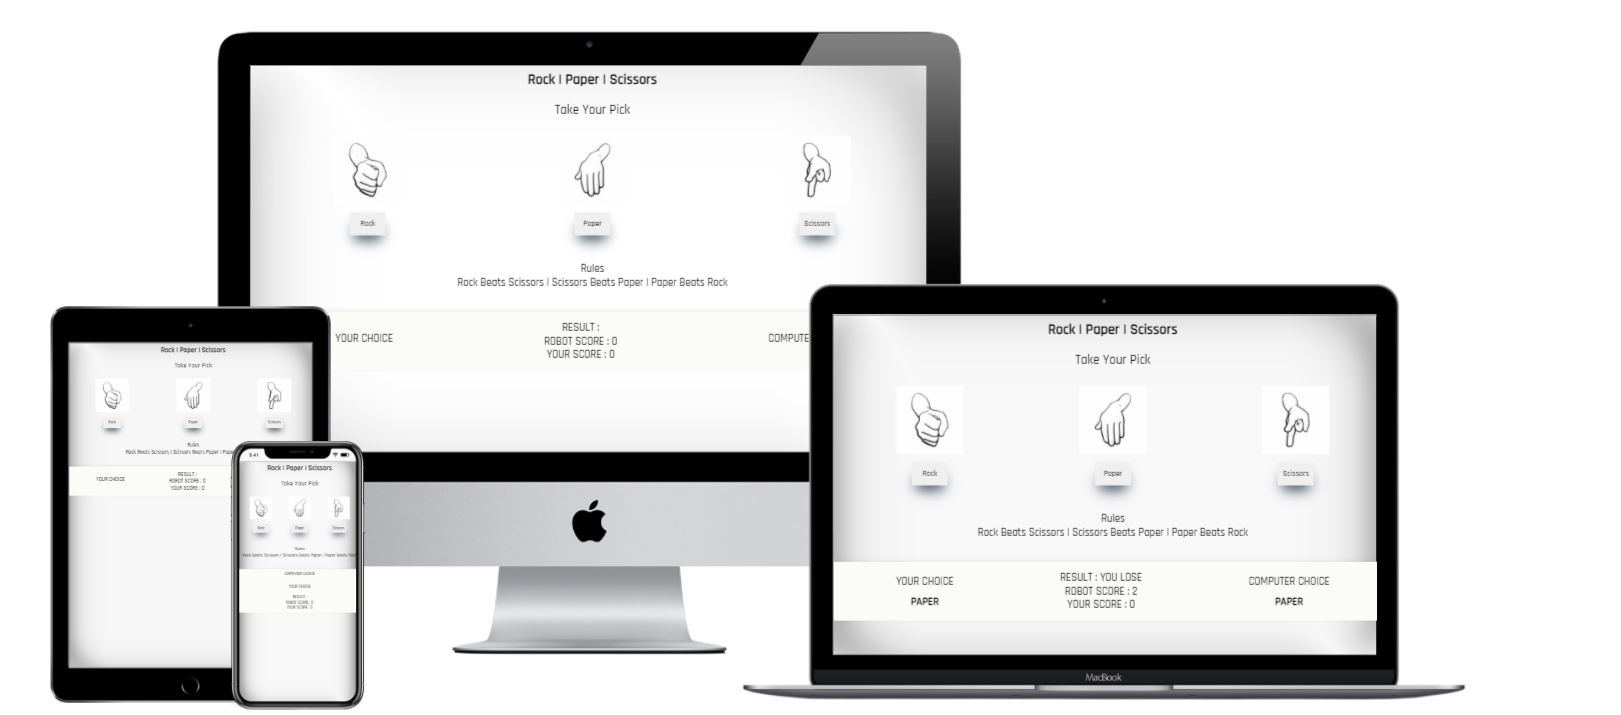 Rock | Paper | Scissors
Take Your Pick
Rock
Paper
Scissors
Rules
Rock Beats Scissors | Scissors Beats Paper | Paper Beats Rock
YOUR CHOICE
RESULT :
ROBOT SCORE : 0
YOUR SCORE : 0
COMPUTE
Rock | Paper | Scissors
Take Your Pick
Rock
Paper
Scissors
Rules
Rock Beats Scissors | Scissors Beats Paper | Paper Beats Rock
YOUR CHOICE
PAPER
RESULT : YOU LOSE
ROBOT SCORE : 2
YOUR SCORE : 0
COMPUTER CHOICE
PAPER
MacBook
Rock | Paper | Scissors
Take Your Pick
Rock
Paper
Scissors
Rules
Rock Beats Scissors | Scissors Beats Paper | Pape
YOUR CHOICE
RESULT :
ROBOT SCORE : 0
YOUR SCORE : 0
9:41
Rock | Paper | Scissors
Take Your Pick
Rock
Paper
Scissors
Rules
Rock Beats Scissors | Scissors Beats Paper | Paper Beats Rock
COMPUTER CHOICE
YOUR CHOICE
RESULT :
ROBOT SCORE : 0
YOUR SCORE : 0